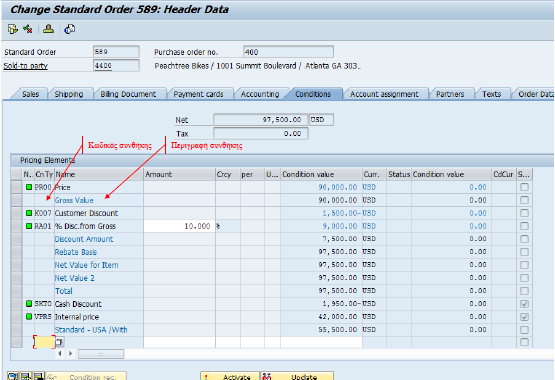 Change Standard Order 589: Header Data
Standard Order 589 Purchase order no. 400
Sold-to party 4400 Peachtree Bikes / 1001 Summit Boulevard / Atlanta GA 303..
Sales Shipping Billing Document Payment cards Accounting Conditions Account assignment Partners Texts Order Data
Net 97,500.00 USD
Tax 0.00
Κωδικός συνθήκης Περιγραφή συνθήκης
Pricing Elements
N.. CnTy Name Amount Crcy per U... Condition value Curr. Status Condition value CdCur S...
PR00 Price 90,000.00 USD 0.00
Gross Value 90,000.00 USD 0.00
K007 Customer Discount 1,500.00- USD 0.00
RA01 % Disc.from Gross 10.000 % 9,000.00 USD 0.00
Discount Amount 7,500.00 USD 0.00
Rebate Basis 97,500.00 USD 0.00
Net Value for Item 97,500.00 USD 0.00
Net Value 2 97,500.00 USD 0.00
Total 97,500.00 USD 0.00
SKTO Cash Discount 1,950.00- USD 0.00
VPRS Internal price 42,000.00 USD 0.00
Standard - USA /With 55,500.00 USD 0.00
0.00
Condition rec. Activate Update